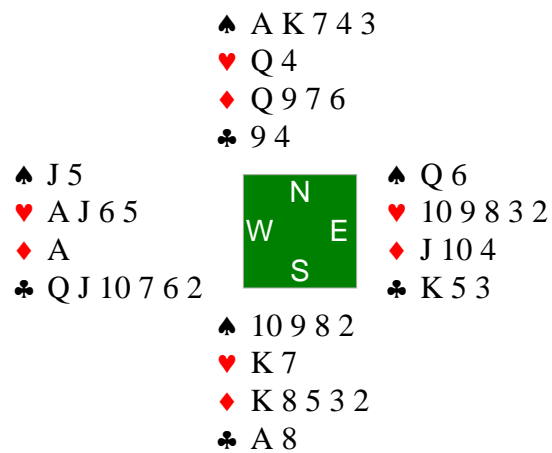 ♠ A K 7 4 3
♥ Q 4
♦ Q 9 7 6
♣ 9 4
♠ J 5
♥ A J 6 5
♦ A
♣ Q J 10 7 6 2
N
W E
S
♠ Q 6
♥ 10 9 8 3 2
♦ J 10 4
♣ K 5 3
♠ 10 9 8 2
♥ K 7
♦ K 8 5 3 2
♣ A 8